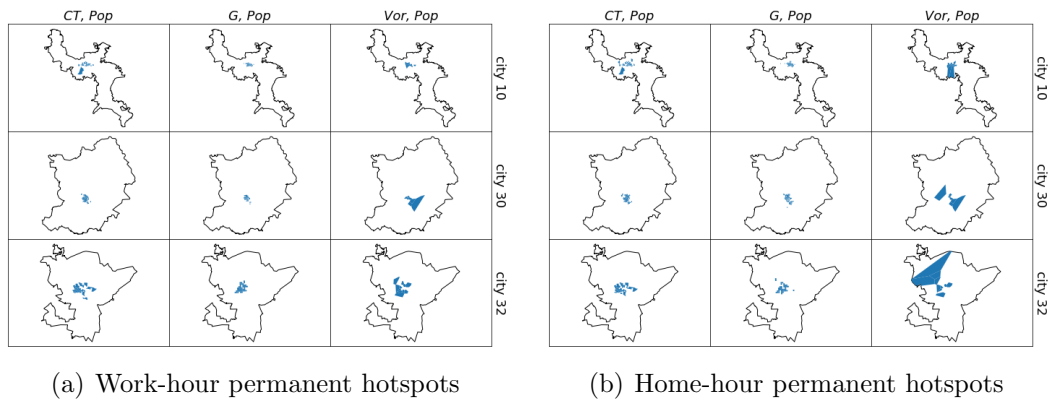 CT, Pop G, Pop Vor, Pop
city 10
city 30
city 32
(a) Work-hour permanent hotspots
CT, Pop G, Pop Vor, Pop
city 10
city 30
city 32
(b) Home-hour permanent hotspots